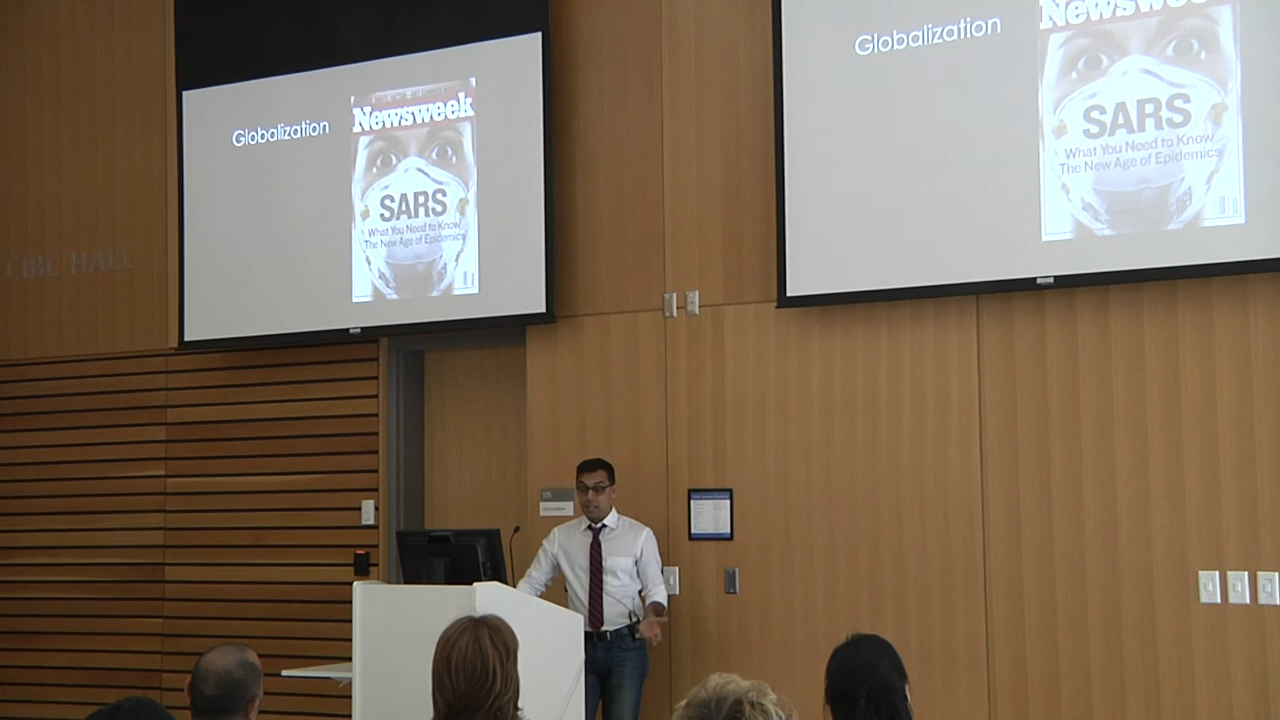 Globalization
Newsweek
SARS
What You Need to Know
The New Age of Epidemics
Globalization
Newswee
SARS
What You Need to Know
The New Age of Epidemics
CIBC HALL